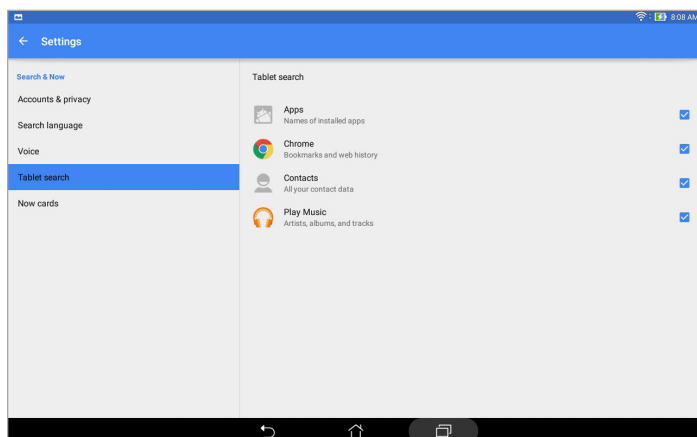 8:08 AM
Settings
Search & Now
Accounts & privacy
Search language
Voice
Tablet search
Now cards
Tablet search
Apps
Names of installed apps
Chrome
Bookmarks and web history
Contacts
All your contact data
Play Music
Artists, albums, and tracks